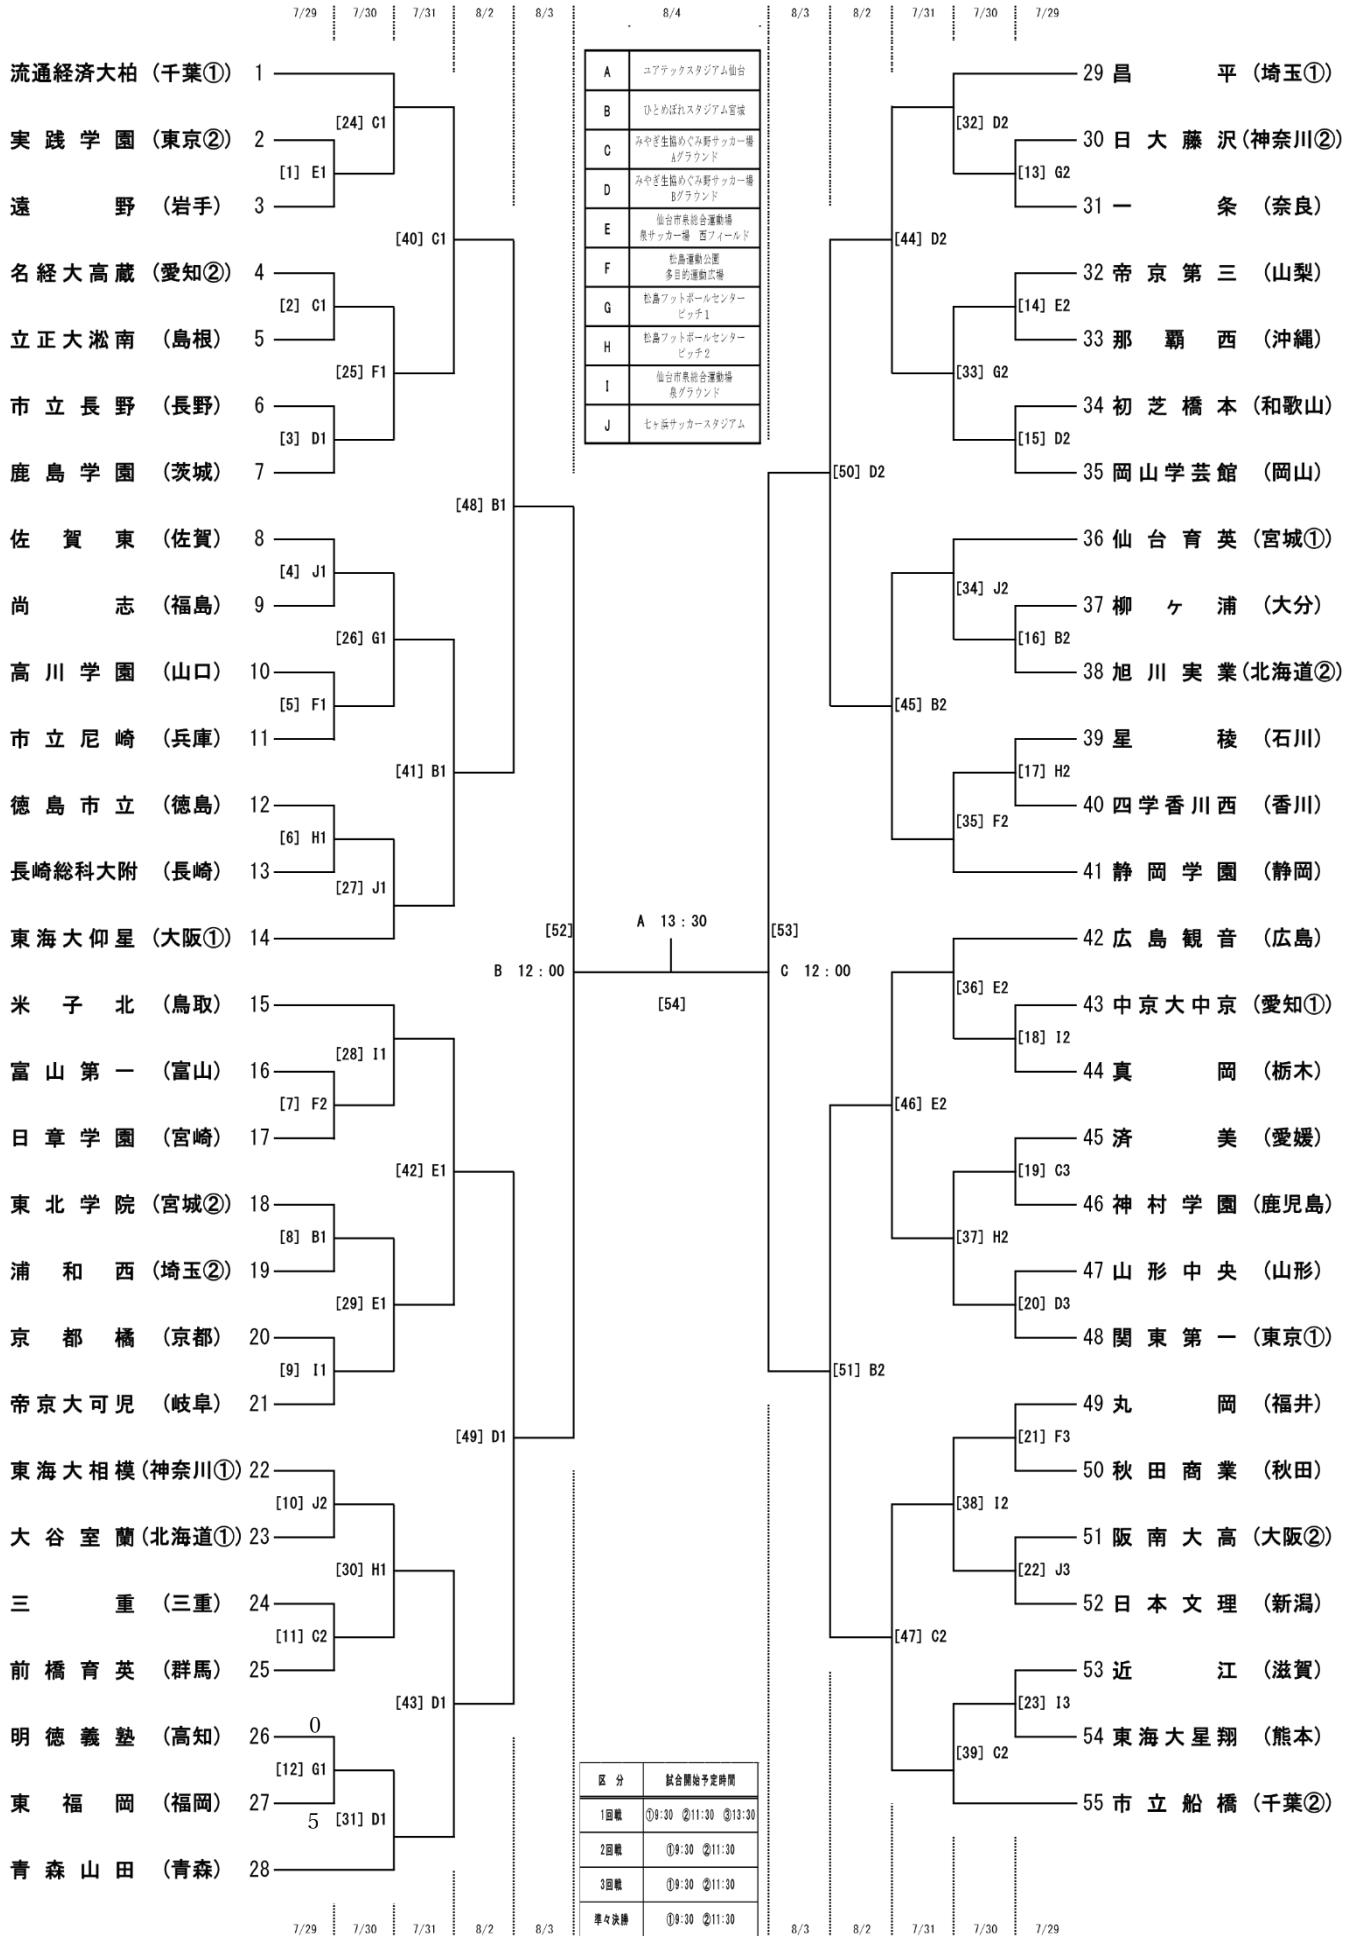 7/29 7/30 7/31 8/2 8/3 8/4 8/3 8/2 7/31 7/30 7/29
流通経済大柏 (千葉①) 1
[24] C1
実践学園 (東京②) 2
[1] E1
遠野 (岩手) 3
[40] C1
名経大高蔵 (愛知②) 4
[2] C1
立正大淞南 (島根) 5
[25] F1
市立長野 (長野) 6
[3] D1
鹿島学園 (茨城) 7
[48] B1
佐賀東 (佐賀) 8
[4] J1
尚志 (福島) 9
[26] G1
高川学園 (山口) 10
[5] F1
市立尼崎 (兵庫) 11
[41] B1
徳島市立 (徳島) 12
[6] H1
長崎総科大附 (長崎) 13
[27] J1
東海大仰星 (大阪①) 14
[52]
B 12:00
米子北 (鳥取) 15
[28] I1
富山第一 (富山) 16
[7] F2
日章学園 (宮崎) 17
[42] E1
東北学院 (宮城②) 18
[8] B1
浦和西 (埼玉②) 19
[29] E1
京都橘 (京都) 20
[9] I1
帝京大可児 (岐阜) 21
[49] D1
東海大相模 (神奈川①) 22
[10] J2
大谷室蘭 (北海道①) 23
[30] H1
三重 (三重) 24
[11] C2
前橋育英 (群馬) 25
[43] D1
明徳義塾 (高知) 26 0
[12] G1
東福岡 (福岡) 27 5
[31] D1
青森山田 (青森) 28
A ユアテックスタジアム仙台
B ひとめぼれスタジアム宮城
C みやぎ生協めぐみ野サッカー場
Aグラウンド
D みやぎ生協めぐみ野サッカー場
Bグラウンド
E 仙台市泉総合運動場
泉サッカー場 西フィールド
F 松島運動公園
多目的運動広場
G 松島フットボールセンター
ピッチ1
H 松島フットボールセンター
ピッチ2
I 仙台市泉総合運動場
泉グラウンド
J 七ヶ浜サッカースタジアム
A 13:30
[54]
29 昌平 (埼玉①)
[32] D2
30 日大藤沢 (神奈川②)
[13] G2
31 一条 (奈良)
[44] D2
32 帝京第三 (山梨)
[14] E2
33 那覇西 (沖縄)
[33] G2
34 初芝橋本 (和歌山)
[15] D2
35 岡山学芸館 (岡山)
[50] D2
36 仙台育英 (宮城①)
[34] J2
37 柳ヶ浦 (大分)
[16] B2
38 旭川実業 (北海道②)
[45] B2
39 星稜 (石川)
[17] H2
40 四学香川西 (香川)
[35] F2
41 静岡学園 (静岡)
[53]
C 12:00
42 広島観音 (広島)
[36] E2
43 中京大中京 (愛知①)
[18] I2
44 真岡 (栃木)
[46] E2
45 済美 (愛媛)
[19] C3
46 神村学園 (鹿児島)
[37] H2
47 山形中央 (山形)
[20] D3
48 関東第一 (東京①)
[51] B2
49 丸岡 (福井)
[21] F3
50 秋田商業 (秋田)
[38] I2
51 阪南大高 (大阪②)
[22] J3
52 日本文理 (新潟)
[47] C2
53 近江 (滋賀)
[23] I3
54 東海大星翔 (熊本)
[39] C2
55 市立船橋 (千葉②)
区分 試合開始予定時間
1回戦 ①9:30 ②11:30 ③13:30
2回戦 ①9:30 ②11:30
3回戦 ①9:30 ②11:30
準々決勝 ①9:30 ②11:30
7/29 7/30 7/31 8/2 8/3 8/3 8/2 7/31 7/30 7/29